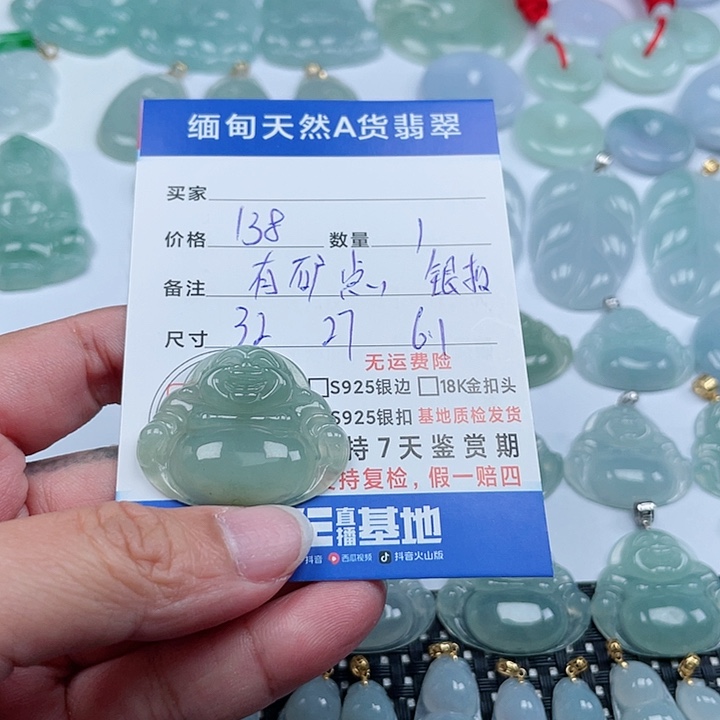 缅甸天然A货翡翠
买家
价格 138 数量 1
备注 有矿点, 银扣
尺寸 32 27 6.1
无运费险
S925银边 18K金扣头
S925银扣 基地质检发货
持7天鉴赏期
持复检,假一赔四
直播基地
抖音 西瓜视频 抖音火山版